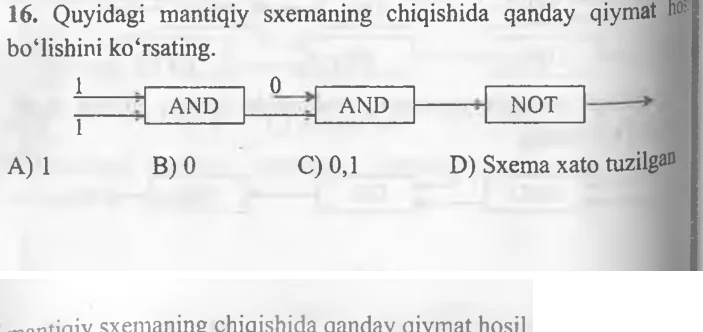 16. Quyidagi mantiqiy sxemaning chiqishida qanday qiymat hos
bo‘lishini ko‘rsating.
1 0
AND AND NOT
1
A) 1 B) 0 C) 0,1 D) Sxema xato tuzilgan
mantiqiy sxemaning chiqishida qanday qiymat hosil